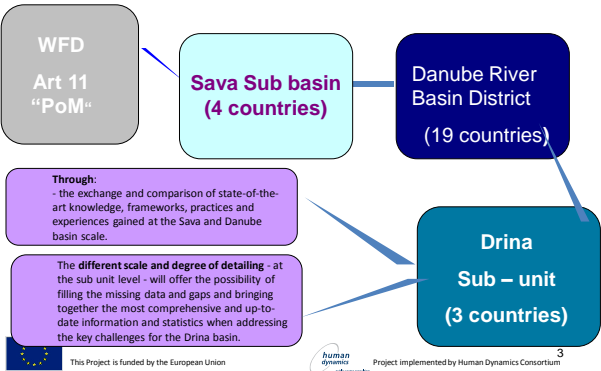 WFD
Art 11
“PoM“
Sava Sub basin
(4 countries)
Danube River
Basin District
(19 countries)
Through:
- the exchange and comparison of state-of-the-
art knowledge, frameworks, practices and
experiences gained at the Sava and Danube
basin scale.
The different scale and degree of detailing - at
the sub unit level - will offer the possibility of
filling the missing data and gaps and bringing
together the most comprehensive and up-to-
date information and statistics when addressing
the key challenges for the Drina basin.
Drina
Sub – unit
(3 countries)
This Project is funded by the European Union
human
dynamics
Project implemented by Human Dynamics Consortium
3